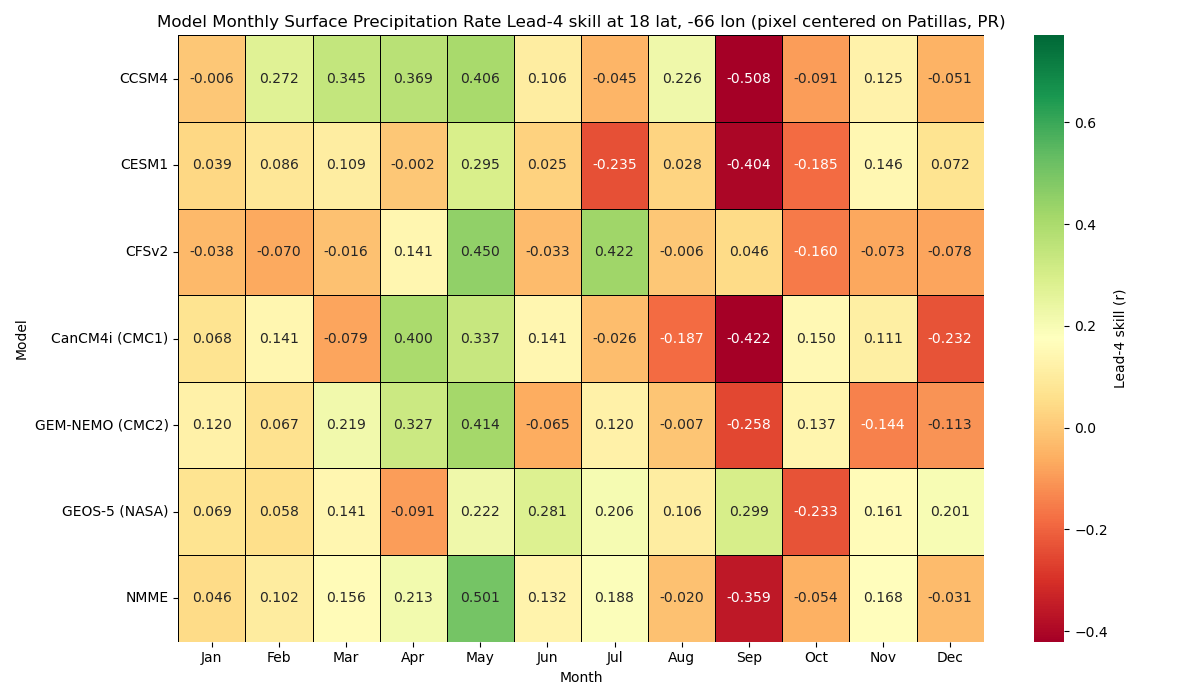 Model Monthly Surface Precipitation Rate Lead-4 skill at 18 lat, -66 lon (pixel centered on Patillas, PR)
Model
CCSM4 -0.006 0.272 0.345 0.369 0.406 0.106 -0.045 0.226 -0.508 -0.091 0.125 -0.051
CESM1 0.039 0.086 0.109 -0.002 0.295 0.025 -0.235 0.028 -0.404 -0.185 0.146 0.072
CFSv2 -0.038 -0.070 -0.016 0.141 0.450 -0.033 0.422 -0.006 0.046 -0.160 -0.073 -0.078
CanCM4i (CMC1) 0.068 0.141 -0.079 0.400 0.337 0.141 -0.026 -0.187 -0.422 0.150 0.111 -0.232
GEM-NEMO (CMC2) 0.120 0.067 0.219 0.327 0.414 -0.065 0.120 -0.007 -0.258 0.137 -0.144 -0.113
GEOS-5 (NASA) 0.069 0.058 0.141 -0.091 0.222 0.281 0.206 0.106 0.299 -0.233 0.161 0.201
NMME 0.046 0.102 0.156 0.213 0.501 0.132 0.188 -0.020 -0.359 -0.054 0.168 -0.031
Jan Feb Mar Apr May Jun Jul Aug Sep Oct Nov Dec
Month
0.6
0.4
0.2
0.0
−0.2
−0.4
Lead-4 skill (r)